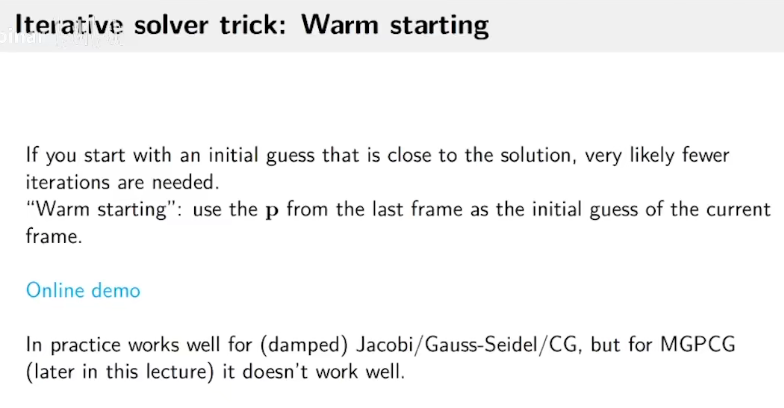 Iterative solver trick: Warm starting
If you start with an initial guess that is close to the solution, very likely fewer
iterations are needed.
“Warm starting”: use the p from the last frame as the initial guess of the current
frame.
Online demo
In practice works well for (damped) Jacobi/Gauss-Seidel/CG, but for MGPCG
(later in this lecture) it doesn't work well.